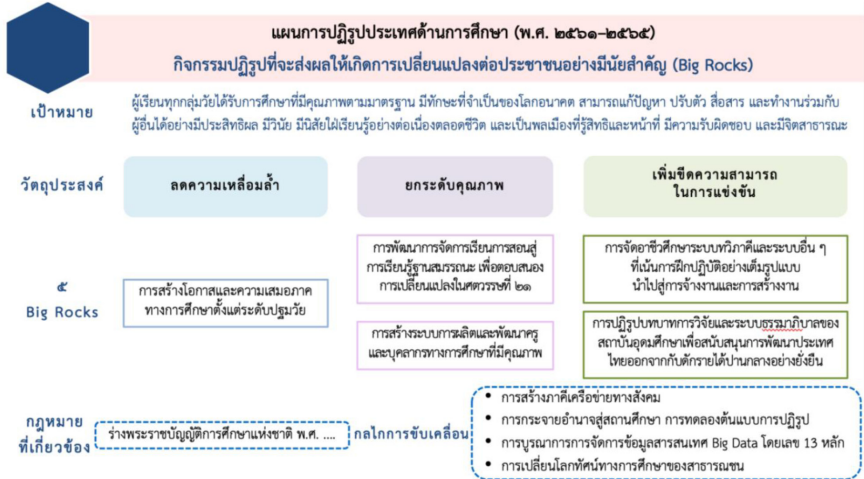 แผนการปฏิรูปประเทศด้านการศึกษา (พ.ศ. ๒๕๖๑–๒๕๖๕)
กิจกรรมปฏิรูปที่จะส่งผลให้เกิดการเปลี่ยนแปลงต่อประชาชนอย่างมีนัยสำคัญ (Big Rocks)
เป้าหมาย
ผู้เรียนทุกกลุ่มวัยได้รับการศึกษาที่มีคุณภาพตามมาตรฐาน มีทักษะที่จำเป็นของโลกอนาคต สามารถแก้ปัญหา ปรับตัว สื่อสาร และทำงานร่วมกับ
ผู้อื่นได้อย่างมีประสิทธิผล มีวินัย มีนิสัยใฝ่เรียนรู้อย่างต่อเนื่องตลอดชีวิต และเป็นพลเมืองที่รู้สิทธิและหน้าที่ มีความรับผิดชอบ และมีจิตสาธารณะ
วัตถุประสงค์
ลดความเหลื่อมล้ำ
ยกระดับคุณภาพ
เพิ่มขีดความสามารถ
ในการแข่งขัน
๕
Big Rocks
การสร้างโอกาสและความเสมอภาค
ทางการศึกษาตั้งแต่ระดับปฐมวัย
การพัฒนาการจัดการเรียนการสอนสู่
การเรียนรู้ฐานสมรรถนะ เพื่อตอบสนอง
การเปลี่ยนแปลงในศตวรรษที่ ๒๑
การสร้างระบบการผลิตและพัฒนาครู
และบุคลากรทางการศึกษาที่มีคุณภาพ
การจัดอาชีวศึกษาระบบทวิภาคีและระบบอื่น ๆ
ที่เน้นการฝึกปฏิบัติอย่างเต็มรูปแบบ
นำไปสู่การจ้างงานและการสร้างงาน
การปฏิรูปบทบาทการวิจัยและระบบธรรมาภิบาลของ
สถาบันอุดมศึกษาเพื่อสนับสนุนการพัฒนาประเทศ
ไทยออกจากกับดักรายได้ปานกลางอย่างยั่งยืน
กฎหมาย
ที่เกี่ยวข้อง
ร่างพระราชบัญญัติการศึกษาแห่งชาติ พ.ศ. ....
กลไกการขับเคลื่อน
• การสร้างภาคีเครือข่ายทางสังคม
• การกระจายอำนาจสู่สถานศึกษา การทดลองต้นแบบการปฏิรูป
• การบูรณาการการจัดการข้อมูลสารสนเทศ Big Data โดยเลข 13 หลัก
• การเปลี่ยนโลกทัศน์ทางการศึกษาของสาธารณชน